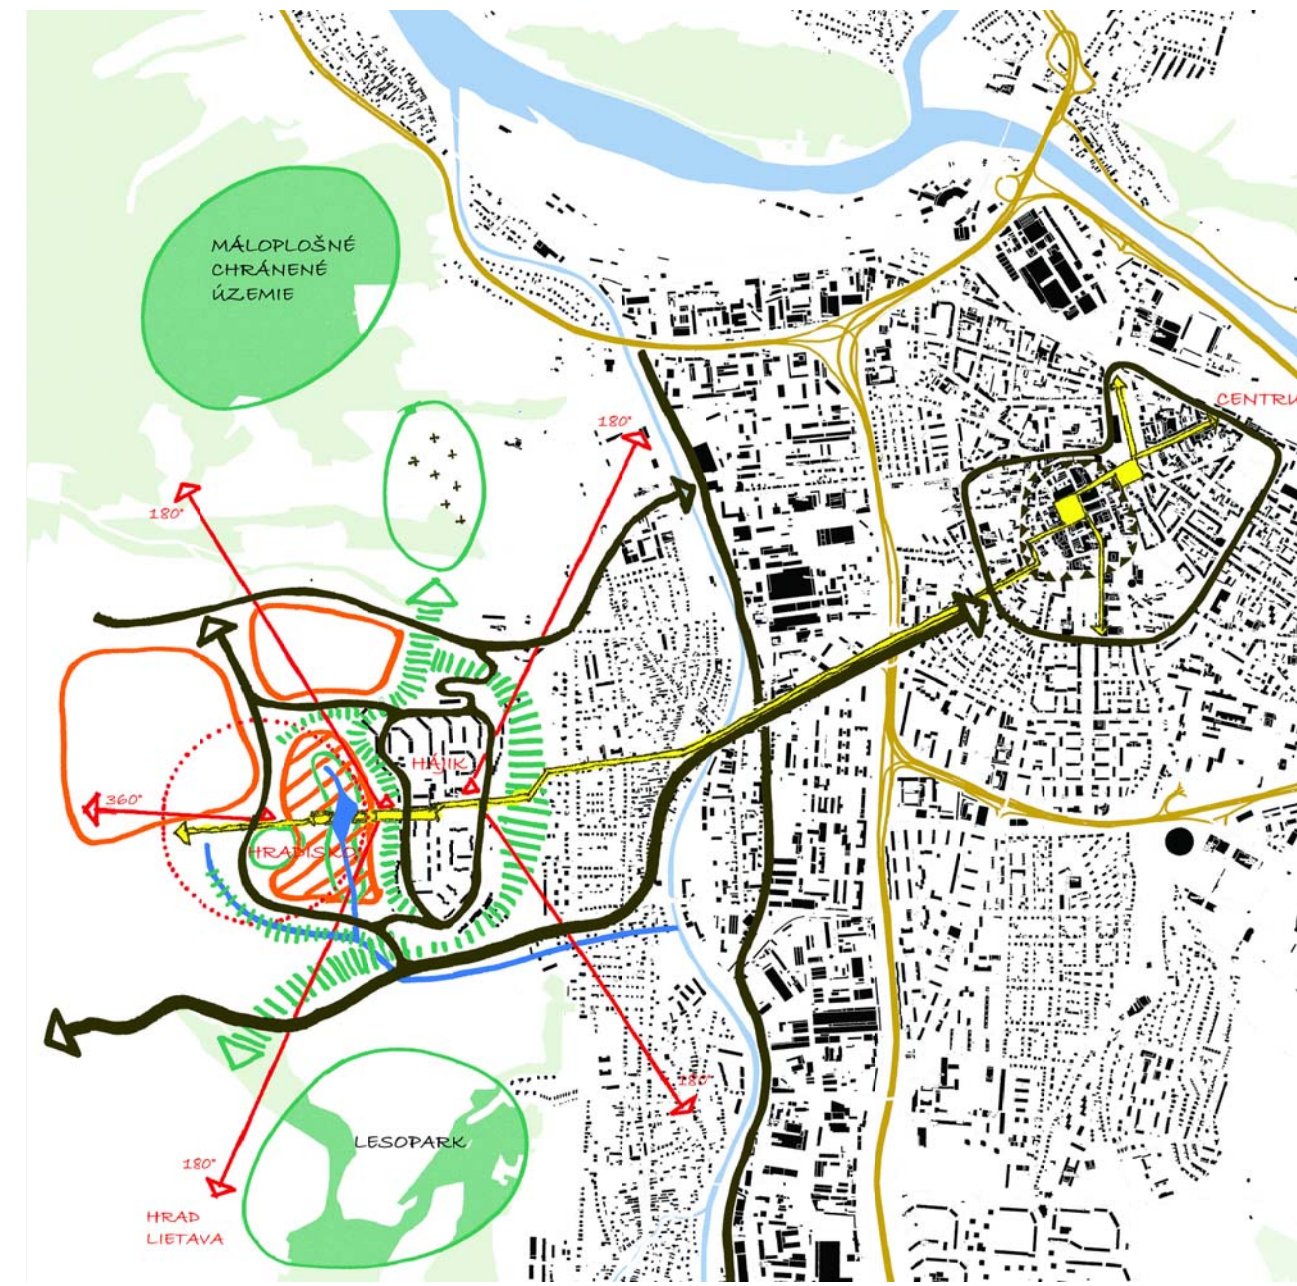 MÁLOPLOŠNÉ
CHRÁNENÉ
ÚZEMIE
CENTRU
180°
180°
HÁJIK
360°
HRADISKO
180°
LESOPARK
180°
HRAD
LIETAVA